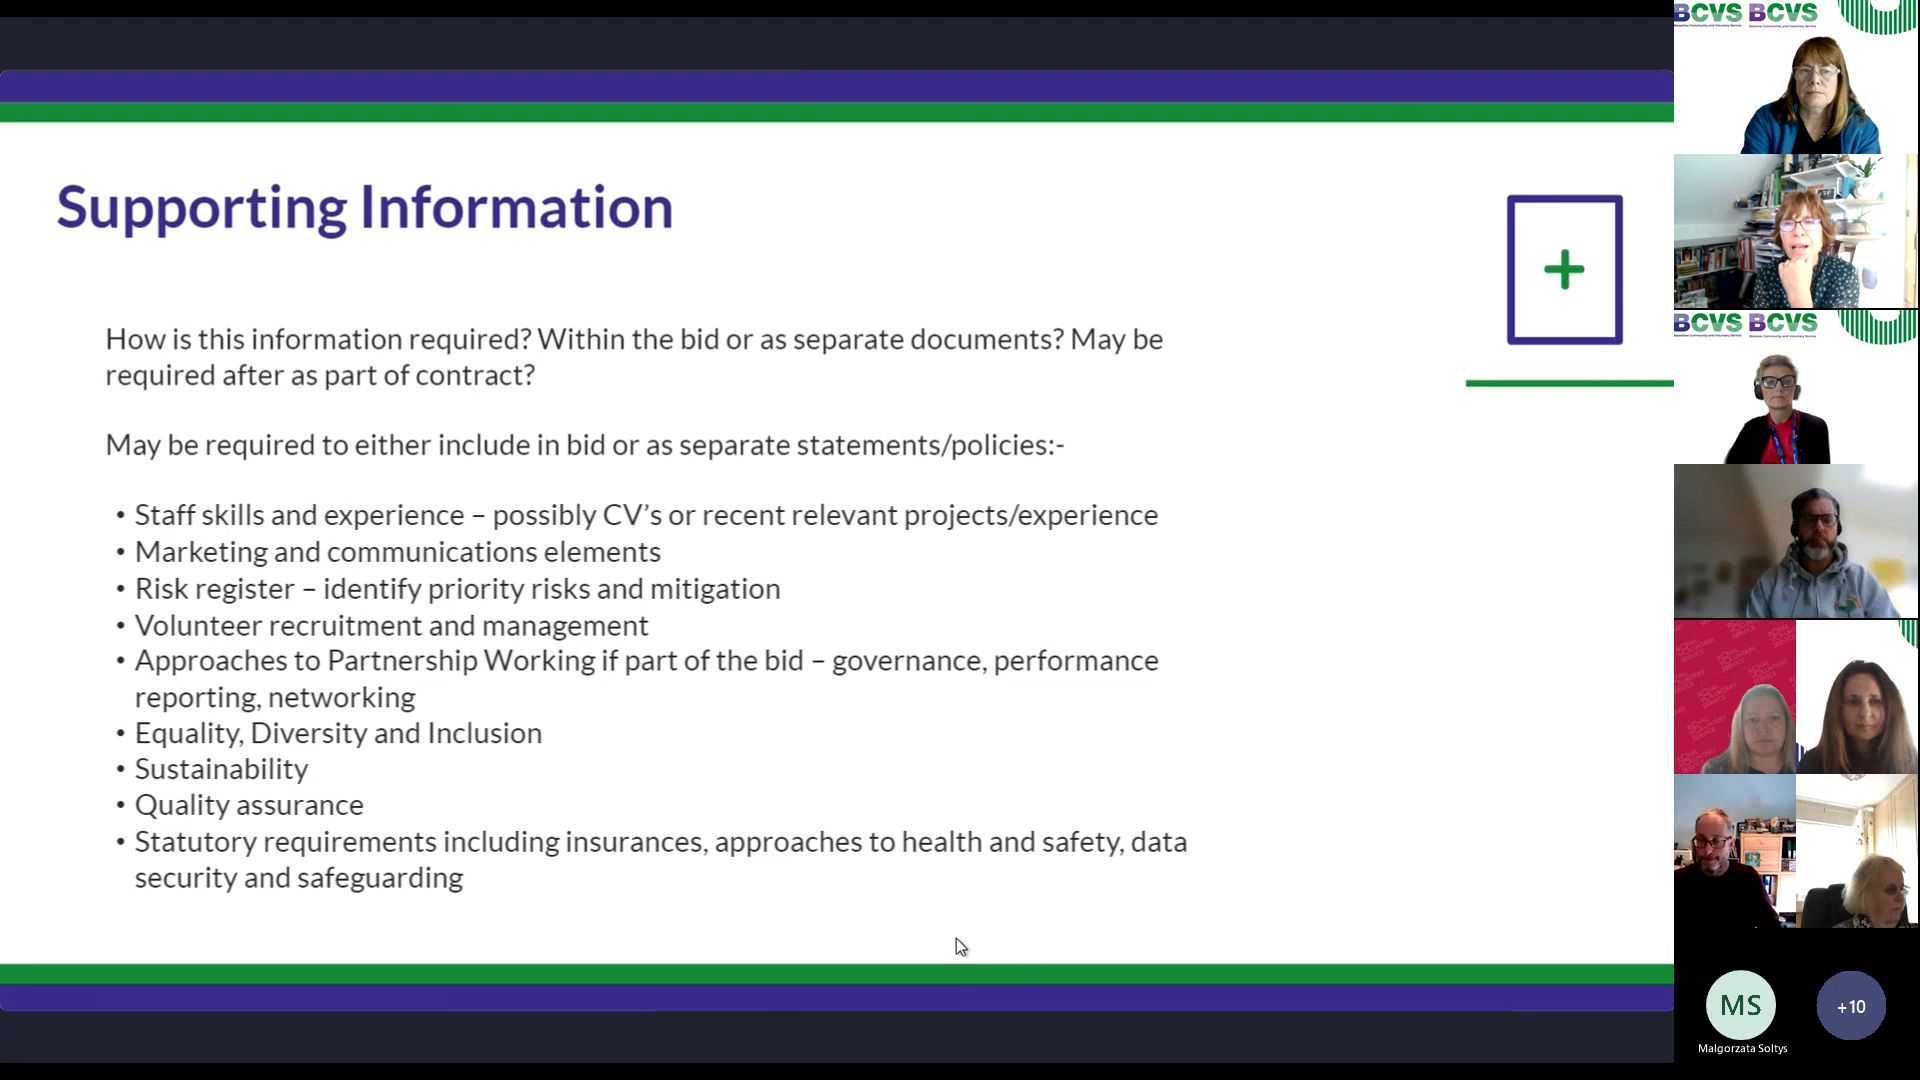 Supporting Information
How is this information required? Within the bid or as separate documents? May be
required after as part of contract?
May be required to either include in bid or as separate statements/policies:-
• Staff skills and experience – possibly CV’s or recent relevant projects/experience
• Marketing and communications elements
• Risk register – identify priority risks and mitigation
• Volunteer recruitment and management
• Approaches to Partnership Working if part of the bid – governance, performance
reporting, networking
• Equality, Diversity and Inclusion
• Sustainability
• Quality assurance
• Statutory requirements including insurances, approaches to health and safety, data
security and safeguarding
BCVS BCVS
BCVS BCVS
ROYAL VOLUNTARY SERVICE
MS
+10
Malgorzata Soltys